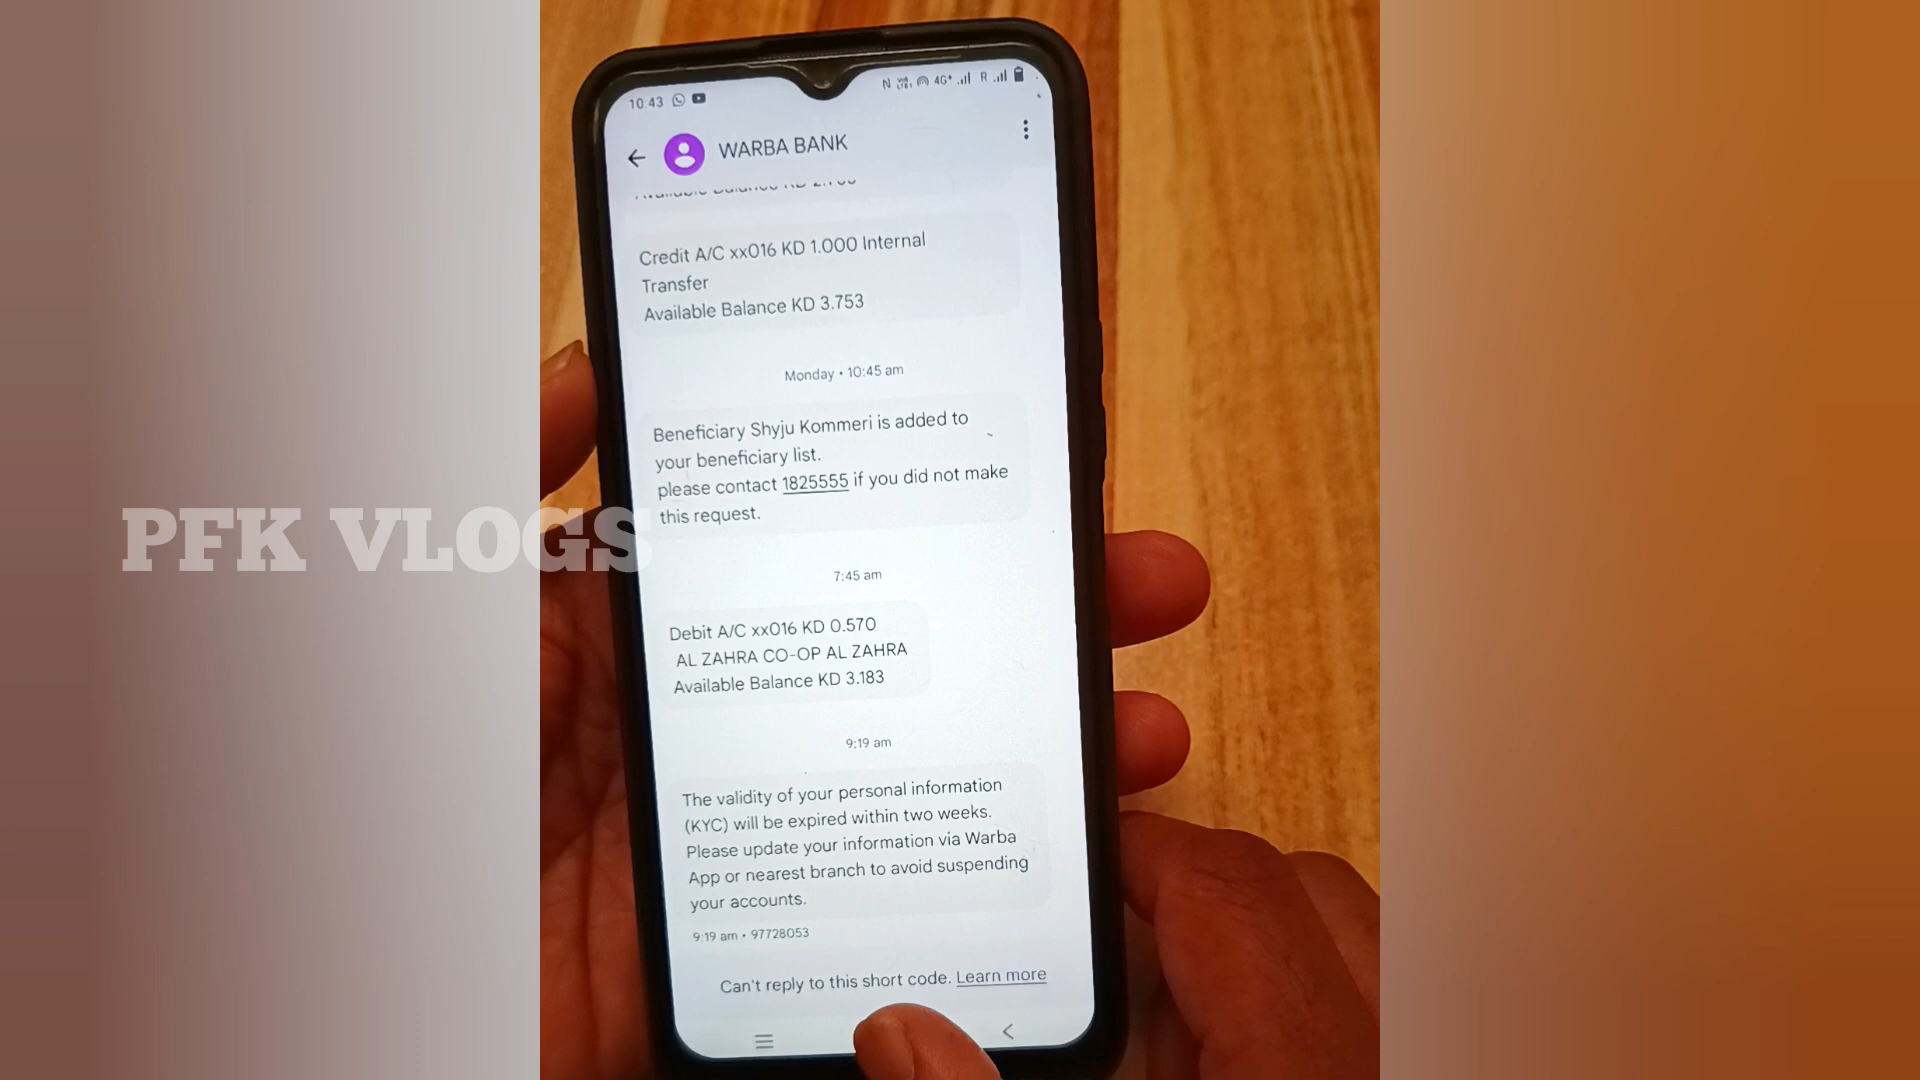 10:43
4G+ R
WARBA BANK
Credit A/C xx016 KD 1.000 Internal
Transfer
Available Balance KD 3.753
Monday • 10:45 am
Beneficiary Shyju Kommeri is added to
your beneficiary list.
please contact 1825555 if you did not make
this request.
PFK VLOGS
7:45 am
Debit A/C xx016 KD 0.570
AL ZAHRA CO-OP AL ZAHRA
Available Balance KD 3.183
9:19 am
The validity of your personal information
(KYC) will be expired within two weeks.
Please update your information via Warba
App or nearest branch to avoid suspending
your accounts.
9:19 am • 97728053
Can't reply to this short code. Learn more